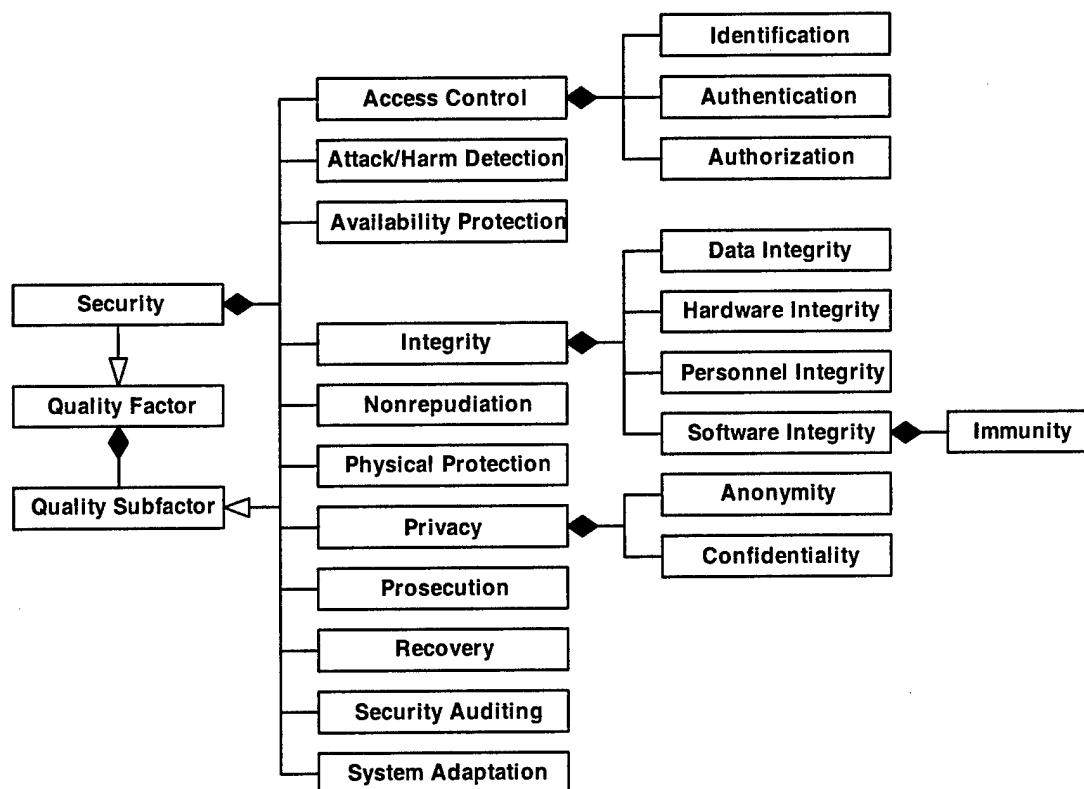 Security
Quality Factor
Quality Subfactor
Access Control
Attack/Harm Detection
Availability Protection
Integrity
Nonrepudiation
Physical Protection
Privacy
Prosecution
Recovery
Security Auditing
System Adaptation
Identification
Authentication
Authorization
Data Integrity
Hardware Integrity
Personnel Integrity
Software Integrity
Anonymity
Confidentiality
Immunity